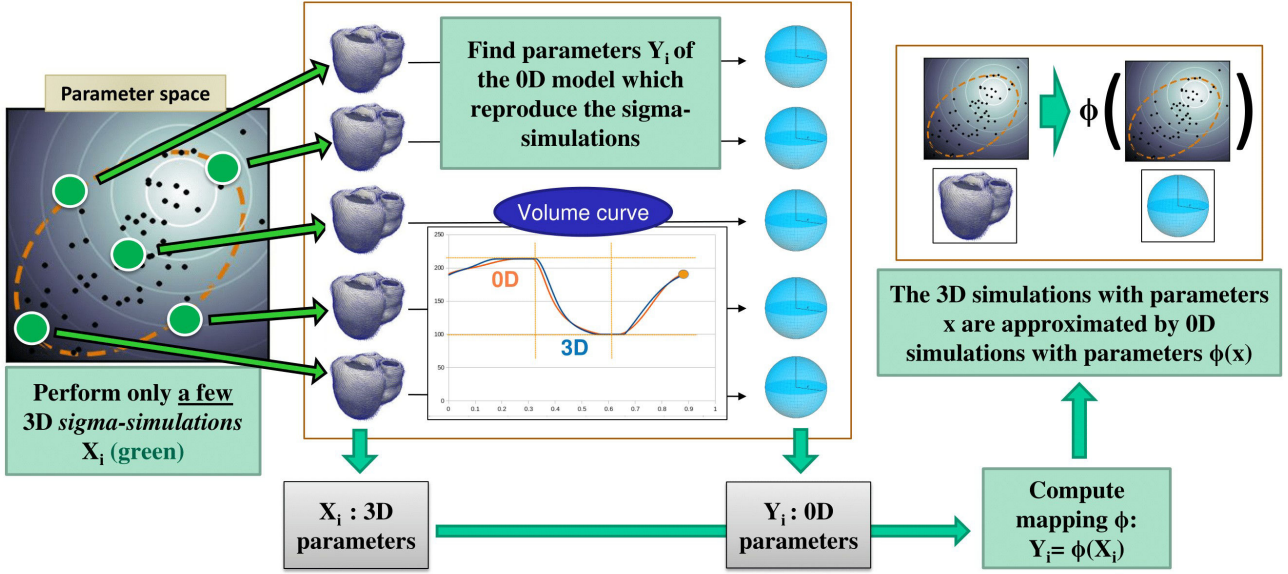 Parameter space
Perform only a few
3D sigma-simulations
Xi (green)
Find parameters Yi of
the 0D model which
reproduce the sigma-
simulations
Volume curve
250
200
150
100
50
0
0 0.1 0.2 0.3 0.4 0.5 0.6 0.7 0.8 0.9 1
0D
3D
Xi : 3D
parameters
Yi : 0D
parameters
Compute
mapping ϕ:
Yi= ϕ(Xi)
The 3D simulations with parameters
x are approximated by 0D
simulations with parameters ϕ(x)
ϕ ( )